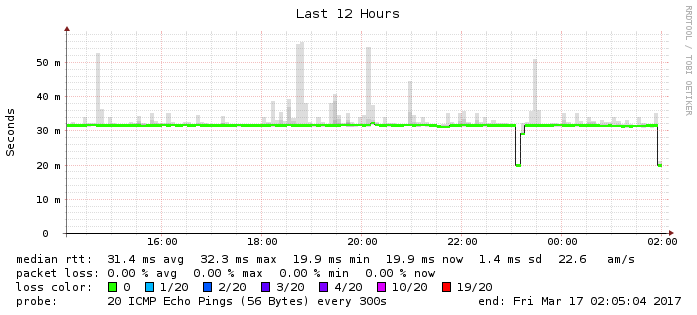 Last 12 Hours
RRDTOOL / TOBI OETIKER
Seconds
50 m
40 m
30 m
20 m
10 m
0
16:00 18:00 20:00 22:00 00:00 02:00
median rtt: 31.4 ms avg 32.3 ms max 19.9 ms min 19.9 ms now 1.4 ms sd 22.6 am/s
packet loss: 0.00 % avg 0.00 % max 0.00 % min 0.00 % now
loss color: 0 1/20 2/20 3/20 4/20 10/20 19/20
probe: 20 ICMP Echo Pings (56 Bytes) every 300s end: Fri Mar 17 02:05:04 2017